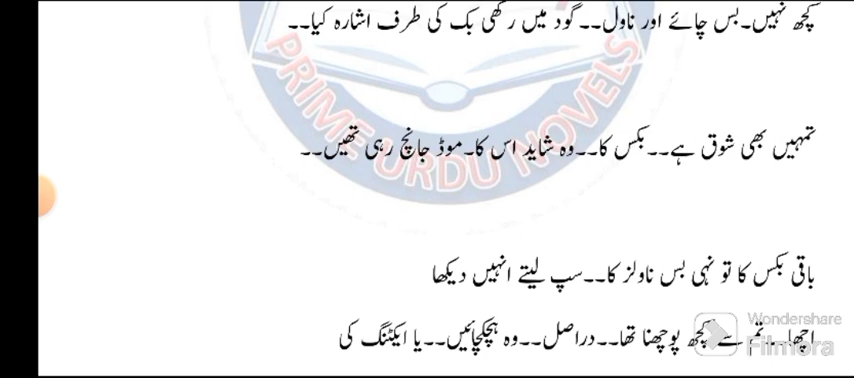 کچھ نہیں۔بس چائے اور ناول۔۔گود میں رکھی بک کی طرف اشارہ کیا۔۔
PRIME URDU NOVELS
تمہیں بھی شوق ہے۔۔بکس کا۔۔وہ شاید اس کا۔موڈ جانچ رہی تھیں۔۔
باقی بکس کا تو نہی بس ناولز کا۔۔سپ لیتے انہیں دیکھا
اچھا۔۔تم سے کچھ پوچھنا تھا۔۔دراصل۔۔وہ ہچکچائیں۔۔یا ایکٹنگ کی
Wondershare
Filmora